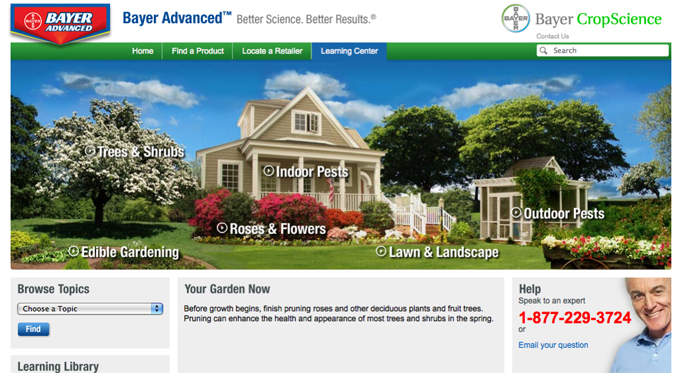 BAYER ADVANCED
Bayer Advanced™ Better Science. Better Results.®
BAYER
BAYER
Bayer CropScience
Contact Us
Home
Find a Product
Locate a Retailer
Learning Center
Search
Trees & Shrubs
Indoor Pests
Outdoor Pests
Roses & Flowers
Edible Gardening
Lawn & Landscape
Browse Topics
Choose a Topic
Find
Learning Library
Your Garden Now
Before growth begins, finish pruning roses and other deciduous plants and fruit trees.
Pruning can enhance the health and appearance of most trees and shrubs in the spring.
Help
Speak to an expert
1-877-229-3724
or
Email your question